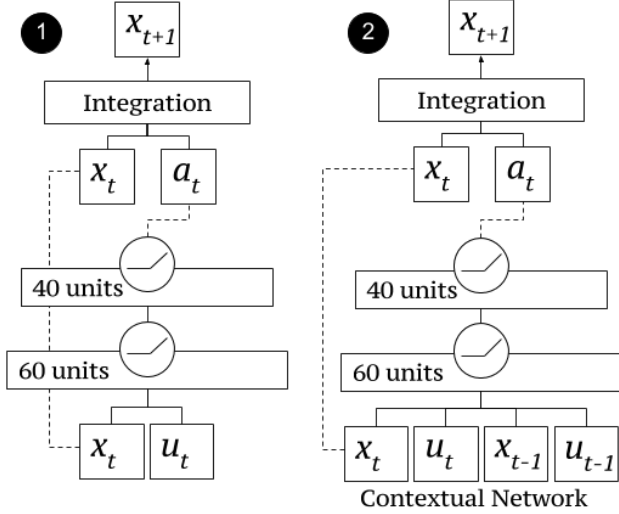 1
x_{t+1}
Integration
x_t
a_t
40 units
60 units
x_t
u_t
2
x_{t+1}
Integration
x_t
a_t
40 units
60 units
x_t
u_t
x_{t-1}
u_{t-1}
Contextual Network